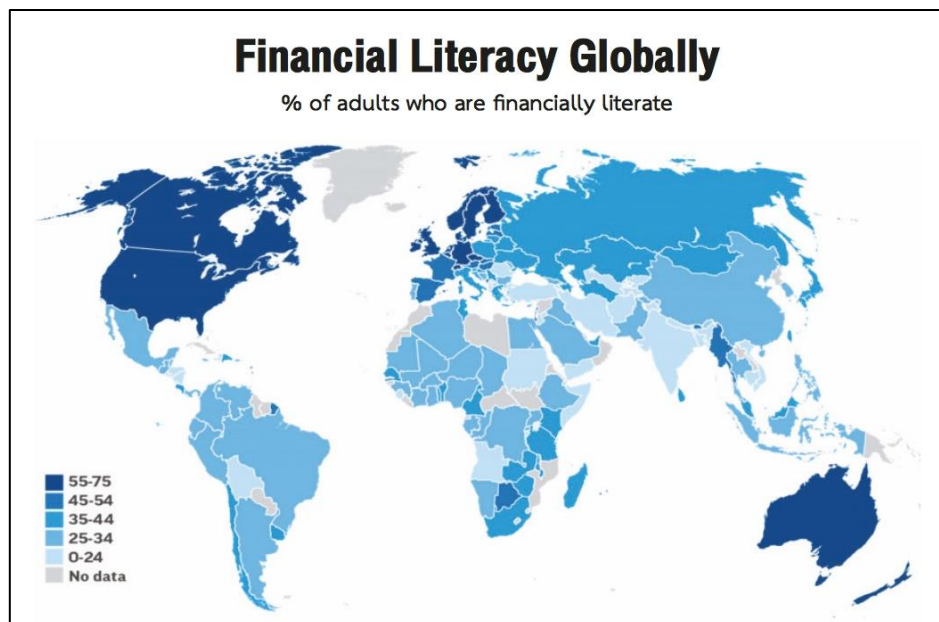 Financial Literacy Globally
% of adults who are financially literate
55-75
45-54
35-44
25-34
0-24
No data